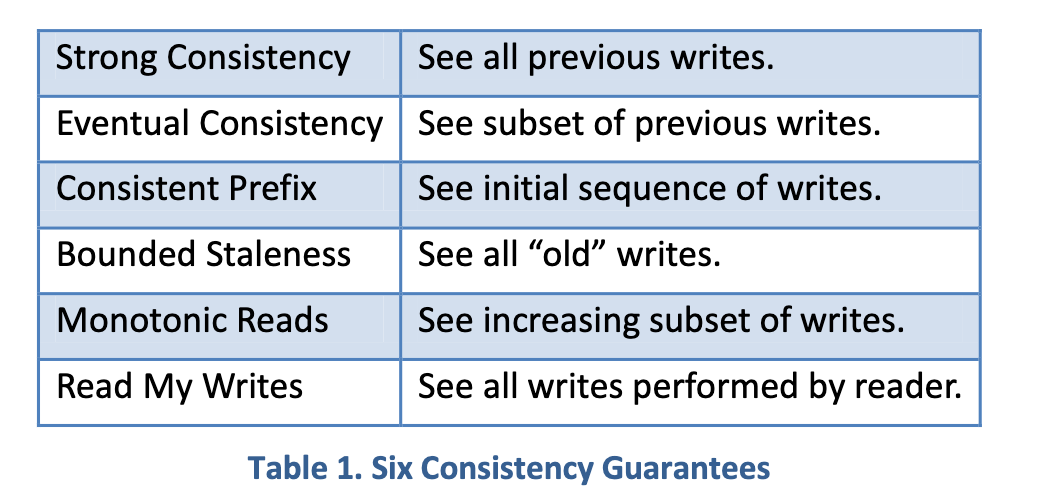 Strong Consistency See all previous writes.
Eventual Consistency See subset of previous writes.
Consistent Prefix See initial sequence of writes.
Bounded Staleness See all “old” writes.
Monotonic Reads See increasing subset of writes.
Read My Writes See all writes performed by reader.
Table 1. Six Consistency Guarantees